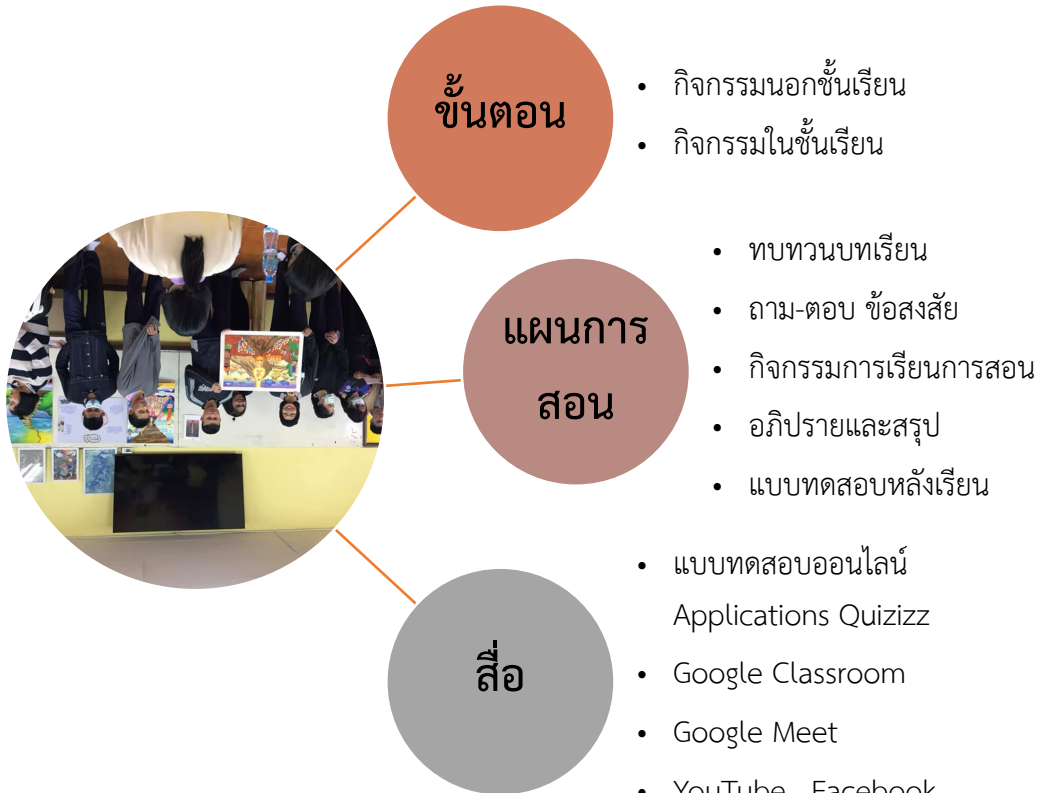 ขั้นตอน
• กิจกรรมนอกชั้นเรียน
• กิจกรรมในชั้นเรียน
แผนการ
สอน
• ทบทวนบทเรียน
• ถาม-ตอบ ข้อสงสัย
• กิจกรรมการเรียนการสอน
• อภิปรายและสรุป
• แบบทดสอบหลังเรียน
สื่อ
• แบบทดสอบออนไลน์
Applications Quizizz
• Google Classroom
• Google Meet
• YouTube Facebook